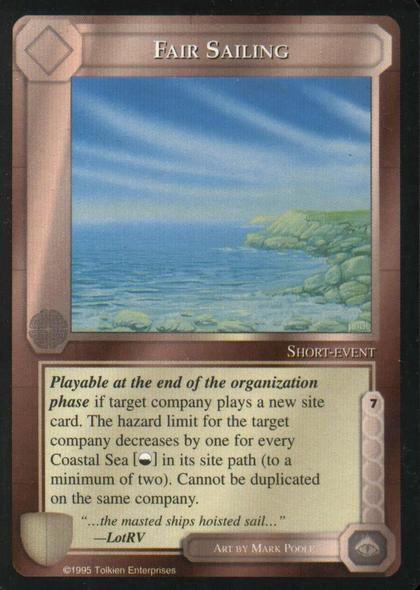 FAIR SAILING
SHORT-EVENT
Playable at the end of the organization
phase if target company plays a new site
card. The hazard limit for the target
company decreases by one for every
Coastal Sea [] in its site path (to a
minimum of two). Cannot be duplicated
on the same company.
7
“…the masted ships hoisted sail…”
—LotRV
ART BY MARK POOLE
©1995 Tolkien Enterprises